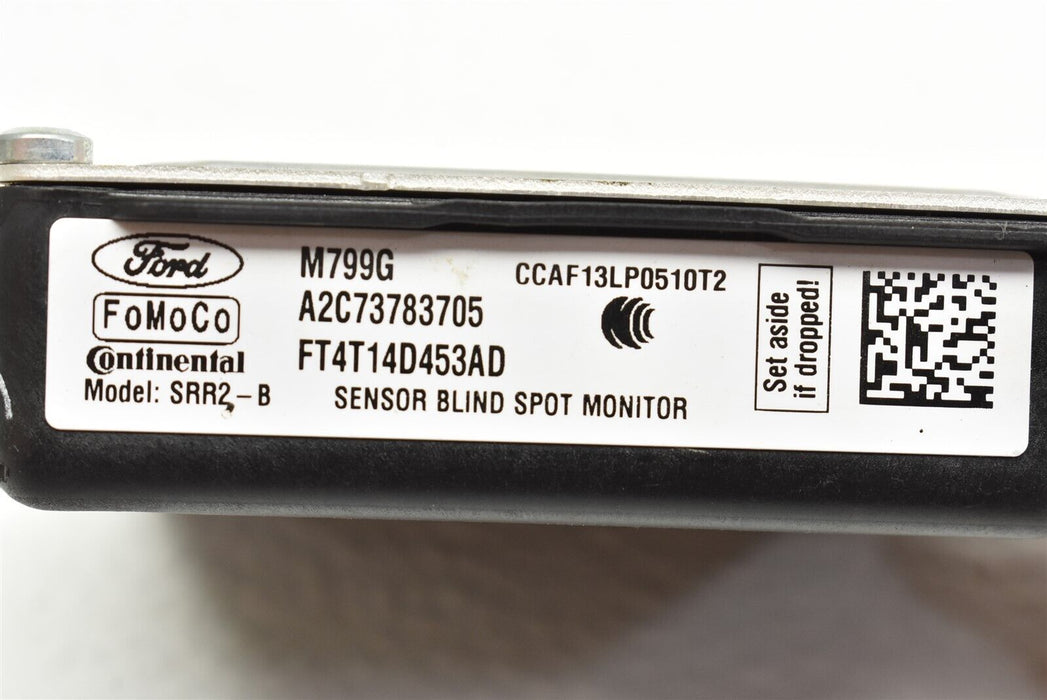 Ford
FoMoCo
Continental
Model: SRR2-B
M799G
A2C73783705
FT4T14D453AD
SENSOR BLIND SPOT MONITOR
CCAF13LP0510T2
Set aside
if dropped!